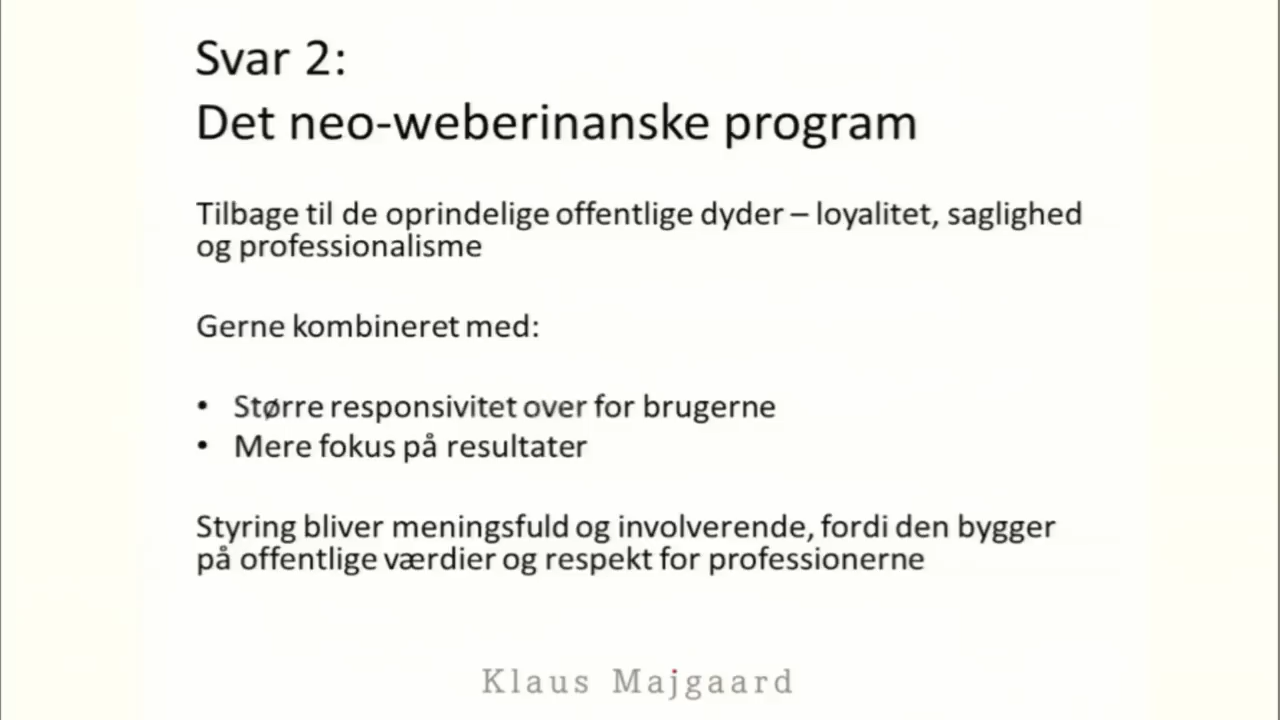 Svar 2:
Det neo-weberinanske program
Tilbage til de oprindelige offentlige dyder – loyalitet, saglighed
og professionalisme
Gerne kombineret med:
• Større responsivitet over for brugerne
• Mere fokus på resultater
Styring bliver meningsfuld og involverende, fordi den bygger
på offentlige værdier og respekt for professionerne
Klaus Majgaard